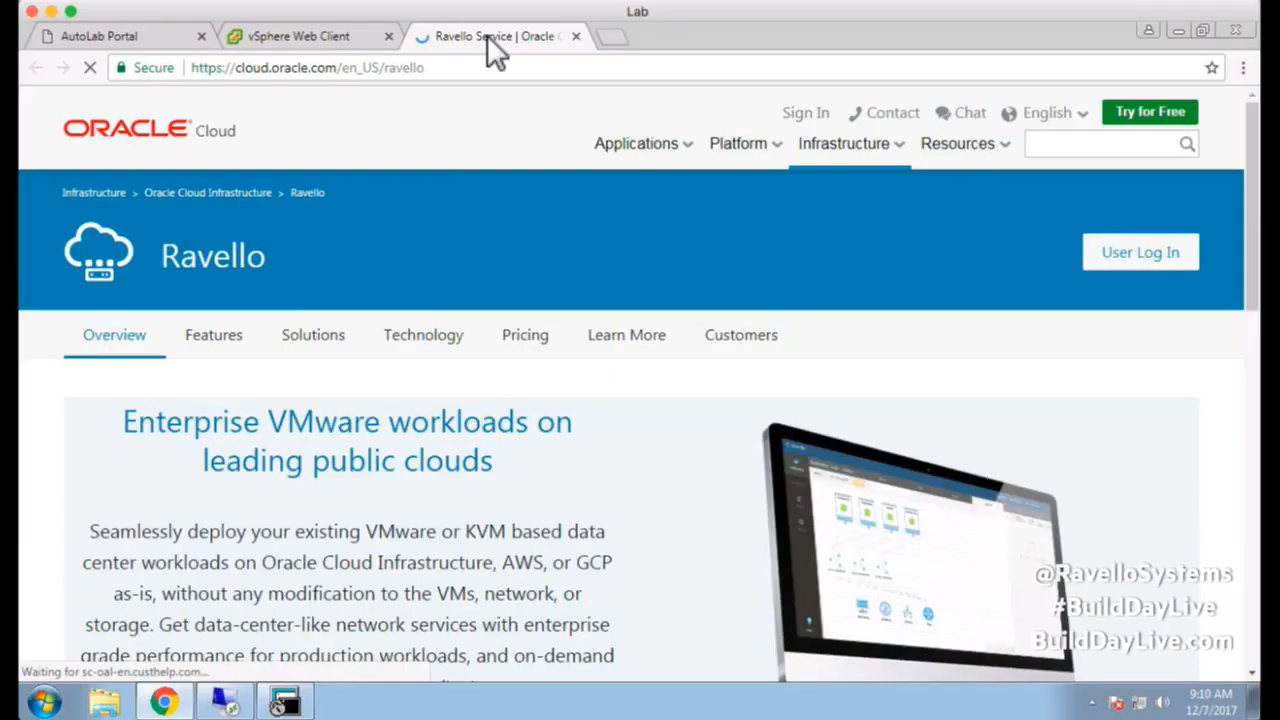 Lab
AutoLab Portal
vSphere Web Client
Ravello Service | Oracle
Secure
https://cloud.oracle.com/en_US/ravello
Sign In
Contact
Chat
English
Try for Free
ORACLE Cloud
Applications
Platform
Infrastructure
Resources
Infrastructure > Oracle Cloud Infrastructure > Ravello
Ravello
User Log In
Overview
Features
Solutions
Technology
Pricing
Learn More
Customers
Enterprise VMware workloads on
leading public clouds
Seamlessly deploy your existing VMware or KVM based data
center workloads on Oracle Cloud Infrastructure, AWS, or GCP
as-is, without any modification to the VMs, network, or
storage. Get data-center-like network services with enterprise
grade performance for production workloads, and on-demand
@RavelloSystems
#BuildDayLive
BuildDayLive.com
Waiting for sc-oal-en.custhelp.com...
9:10 AM
12/7/2017